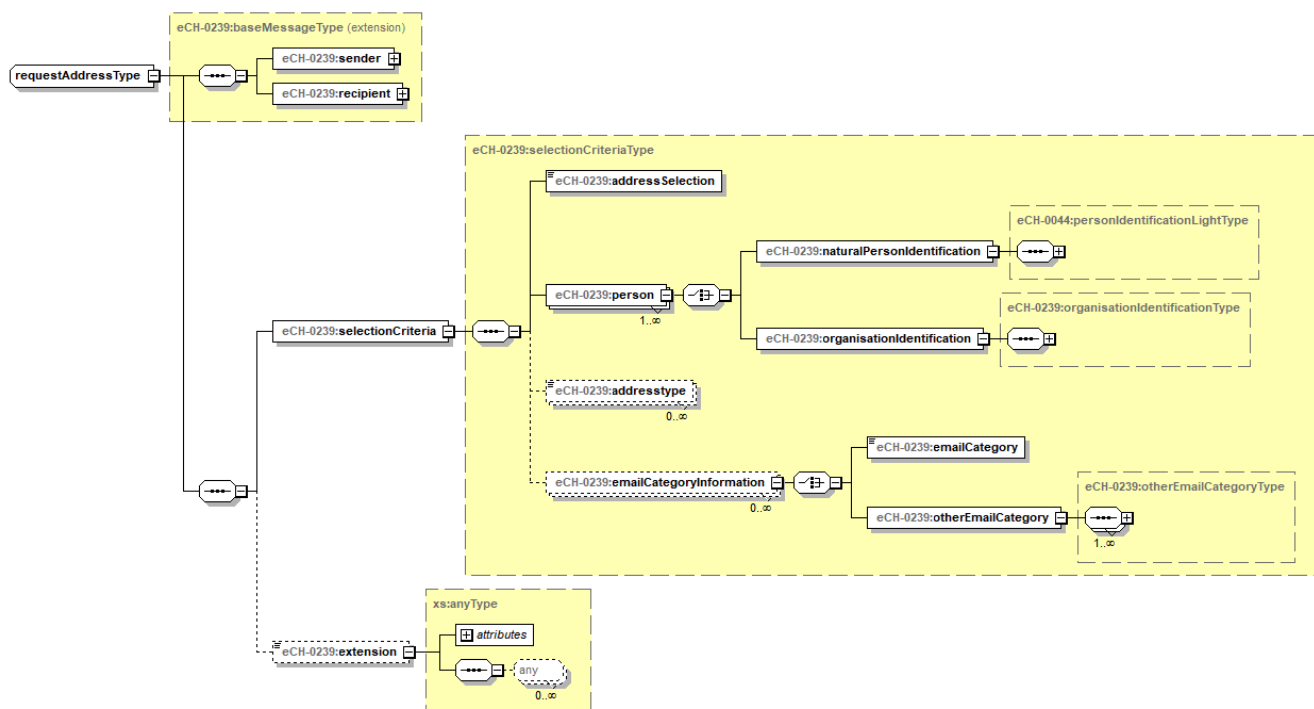 eCH-0239:baseMessageType (extension)
requestAddressType
eCH-0239:sender
eCH-0239:recipient
eCH-0239:selectionCriteriaType
eCH-0239:addressSelection
eCH-0044:personIdentificationLightType
eCH-0239:naturalPersonIdentification
eCH-0239:person
1..∞
eCH-0239:organisationIdentificationType
eCH-0239:organisationIdentification
eCH-0239:selectionCriteria
eCH-0239:addresstype
0..∞
eCH-0239:emailCategory
eCH-0239:emailCategoryInformation
0..∞
eCH-0239:otherEmailCategoryType
eCH-0239:otherEmailCategory
1..∞
xs:anyType
attributes
eCH-0239:extension
any
0..∞